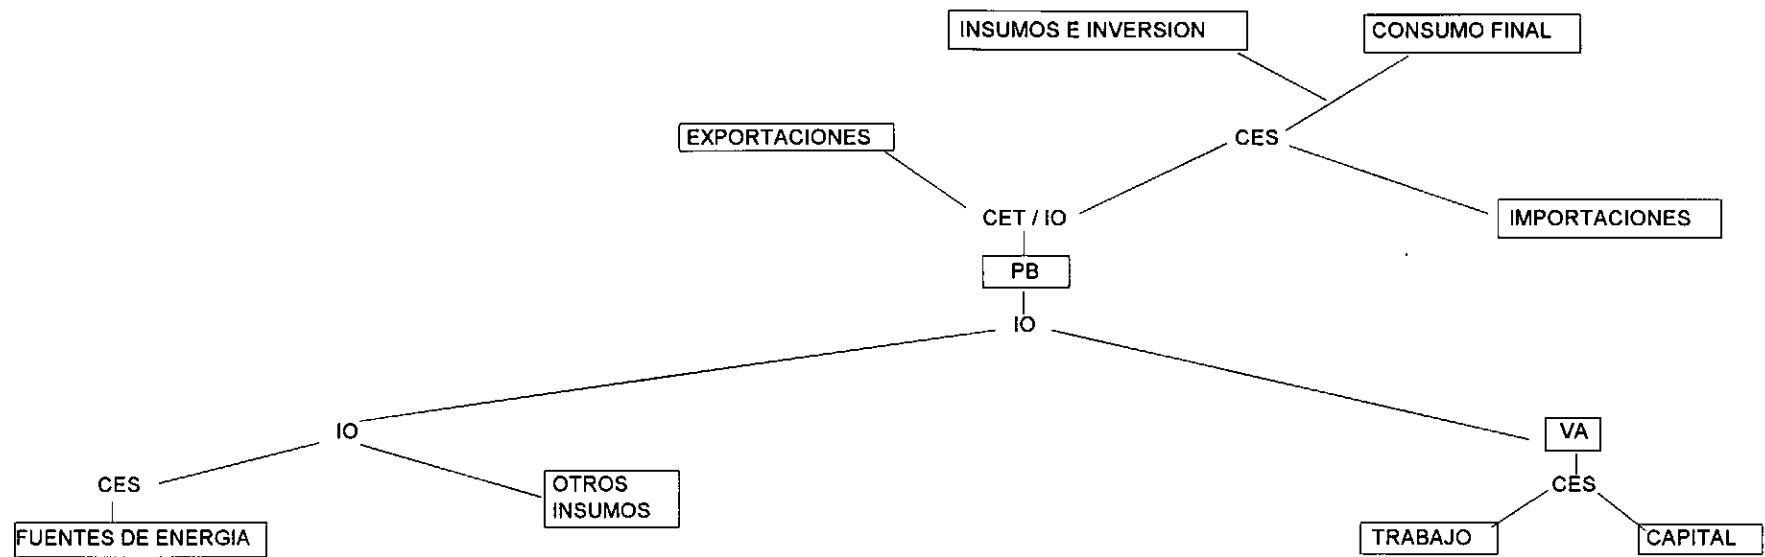 INSUMOS E INVERSION
CONSUMO FINAL
EXPORTACIONES
CES
CET / IO
IMPORTACIONES
PB
IO
IO
VA
CES
OTROS
INSUMOS
CES
FUENTES DE ENERGIA
TRABAJO
CAPITAL